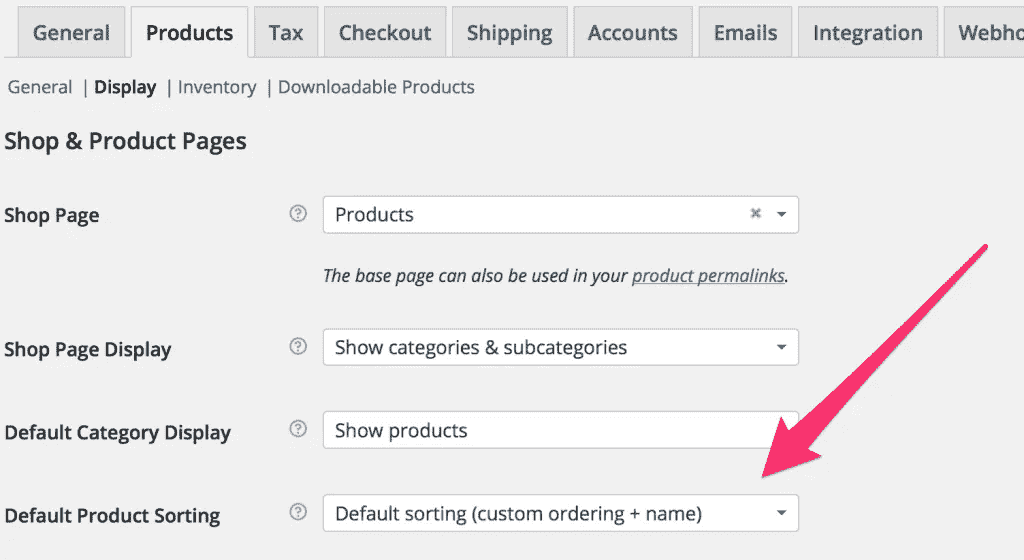 General Products Tax Checkout Shipping Accounts Emails Integration Webho
General | Display | Inventory | Downloadable Products
Shop & Product Pages
Shop Page ? Products × 
The base page can also be used in your product permalinks.
Shop Page Display ? Show categories & subcategories
Default Category Display ? Show products
Default Product Sorting ? Default sorting (custom ordering + name)